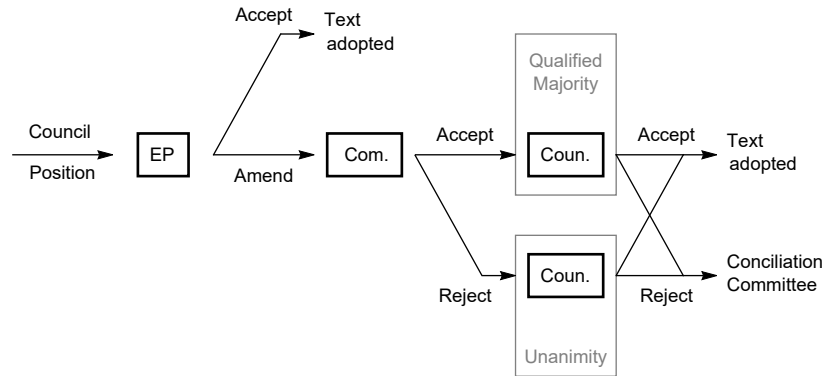 Accept
Text
adopted
Qualified
Majority
Council
Position
EP
Amend
Com.
Accept
Coun.
Accept
Text
adopted
Reject
Coun.
Reject
Conciliation
Committee
Unanimity